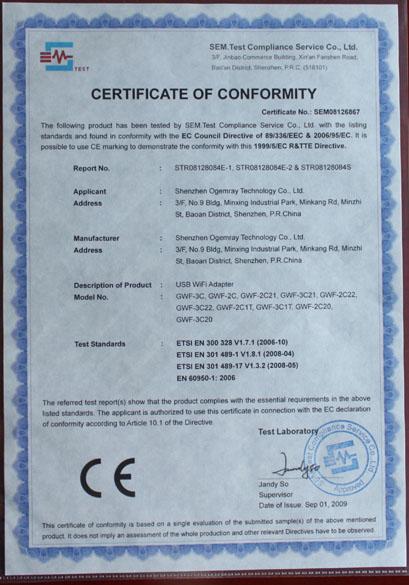 TEST
SEM.Test Compliance Service Co., Ltd.
3/F, Jinbao Commerce Building, Xin'an Fanshen Road,
Bao'an District, Shenzhen, P.R.C. (518101)
CERTIFICATE OF CONFORMITY
Certificate No.: SEM08126867
The following product has been tested by SEM.Test Compliance Service Co., Ltd. with the listing
standards and found in conformity with the EC Council Directive of 89/336/EEC & 2006/95/EC. It is
possible to use CE marking to demonstrate the conformity with this 1999/5/EC R&TTE Directive.
Report No. : STR08128084E-1, STR08128084E-2 & STR08128084S
Applicant : Shenzhen Ogemray Technology Co., Ltd.
Address : 3/F, No.9 Bldg, Minxing Industrial Park, Minkang Rd, Minzhi
St, Baoan District, Shenzhen, P.R.China
Manufacturer : Shenzhen Ogemray Technology Co., Ltd.
Address : 3/F, No.9 Bldg, Minxing Industrial Park, Minkang Rd, Minzhi
St, Baoan District, Shenzhen, P.R.China
Description of Product : USB WiFi Adapter
Model No. : GWF-3C, GWF-2C, GWF-2C21, GWF-3C21, GWF-2C22,
GWF-3C22, GWF-2C1T, GWF-3C1T, GWF-2C20,
GWF-3C20
Test Standards : ETSI EN 300 328 V1.7.1 (2006-10)
ETSI EN 301 489-1 V1.8.1 (2008-04)
ETSI EN 301 489-17 V1.3.2 (2008-05)
EN 60950-1: 2006
The referred test report(s) show that the product complies with the essential requirements in the above
listed standards. The applicant is authorized to use this certificate in connection with the EC declaration
of conformity according to Article 10.1 of the Directive.
Test Laboratory
CE
Jandy So
Supervisor
Date of Issue: Sep 01, 2009
This certificate of conformity is based on a single evaluation of the submitted sample(s) of the above mentioned
product. It does not imply an assessment of the whole production and other relevant Directives have to be observed.